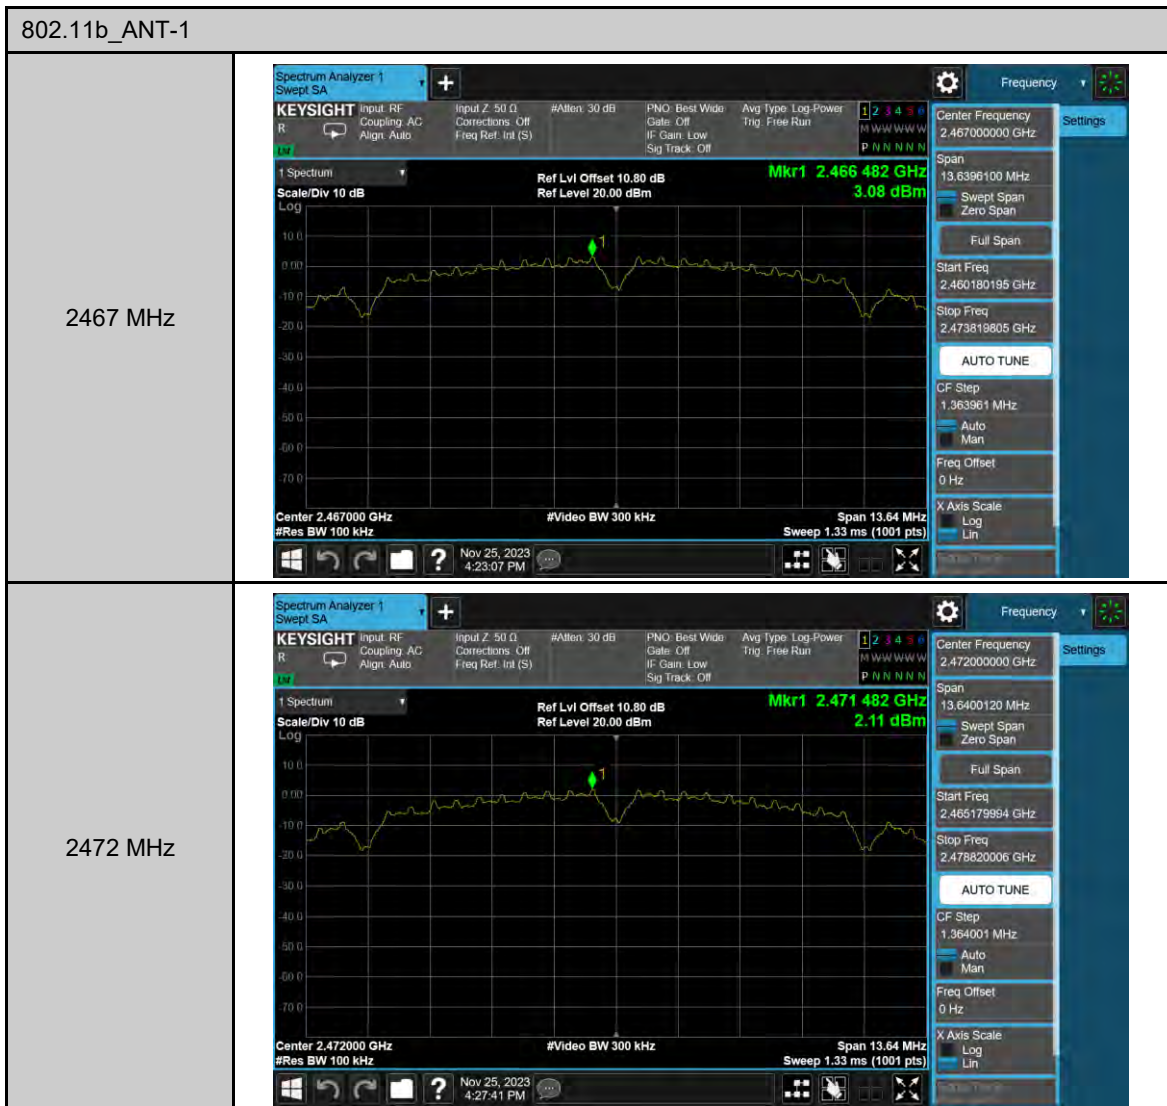 802.11b_ANT-1
2467 MHz
Spectrum Analyzer 1
Swept SA
+
Frequency
KEYSIGHT
R
Input: RF
Coupling: AC
Align: Auto
Input Z: 50 Ω
Corrections: Off
Freq Ref: Int (S)
#Atten: 30 dB
PNO: Best Wide
Gate: Off
IF Gain: Low
Sig Track: Off
Avg Type: Log-Power
Trig: Free Run
1 2 3 4 5 6
M W W W W W
P N N N N N
Center Frequency
2.467000000 GHz
Settings
1 Spectrum
Scale/Div 10 dB
Log
Ref Lvl Offset 10.80 dB
Ref Level 20.00 dBm
Mkr1 2.466 482 GHz
3.08 dBm
Span
13.6396100 MHz
Swept Span
Zero Span
Full Span
Start Freq
2.460180195 GHz
Stop Freq
2.473819805 GHz
AUTO TUNE
CF Step
1.363961 MHz
Auto
Man
Freq Offset
0 Hz
X Axis Scale
Log
Lin
10.0
0.00
-10.0
-20.0
-30.0
-40.0
-50.0
-60.0
-70.0
1
Center 2.467000 GHz
#Res BW 100 kHz
#Video BW 300 kHz
Span 13.64 MHz
Sweep 1.33 ms (1001 pts)
?
Nov 25, 2023
4:23:07 PM
2472 MHz
Spectrum Analyzer 1
Swept SA
+
Frequency
KEYSIGHT
R
Input: RF
Coupling: AC
Align: Auto
Input Z: 50 Ω
Corrections: Off
Freq Ref: Int (S)
#Atten: 30 dB
PNO: Best Wide
Gate: Off
IF Gain: Low
Sig Track: Off
Avg Type: Log-Power
Trig: Free Run
1 2 3 4 5 6
M W W W W W
P N N N N N
Center Frequency
2.472000000 GHz
Settings
1 Spectrum
Scale/Div 10 dB
Log
Ref Lvl Offset 10.80 dB
Ref Level 20.00 dBm
Mkr1 2.471 482 GHz
2.11 dBm
Span
13.6400120 MHz
Swept Span
Zero Span
Full Span
Start Freq
2.465179994 GHz
Stop Freq
2.478820006 GHz
AUTO TUNE
CF Step
1.364001 MHz
Auto
Man
Freq Offset
0 Hz
X Axis Scale
Log
Lin
10.0
0.00
-10.0
-20.0
-30.0
-40.0
-50.0
-60.0
-70.0
1
Center 2.472000 GHz
#Res BW 100 kHz
#Video BW 300 kHz
Span 13.64 MHz
Sweep 1.33 ms (1001 pts)
?
Nov 25, 2023
4:27:41 PM